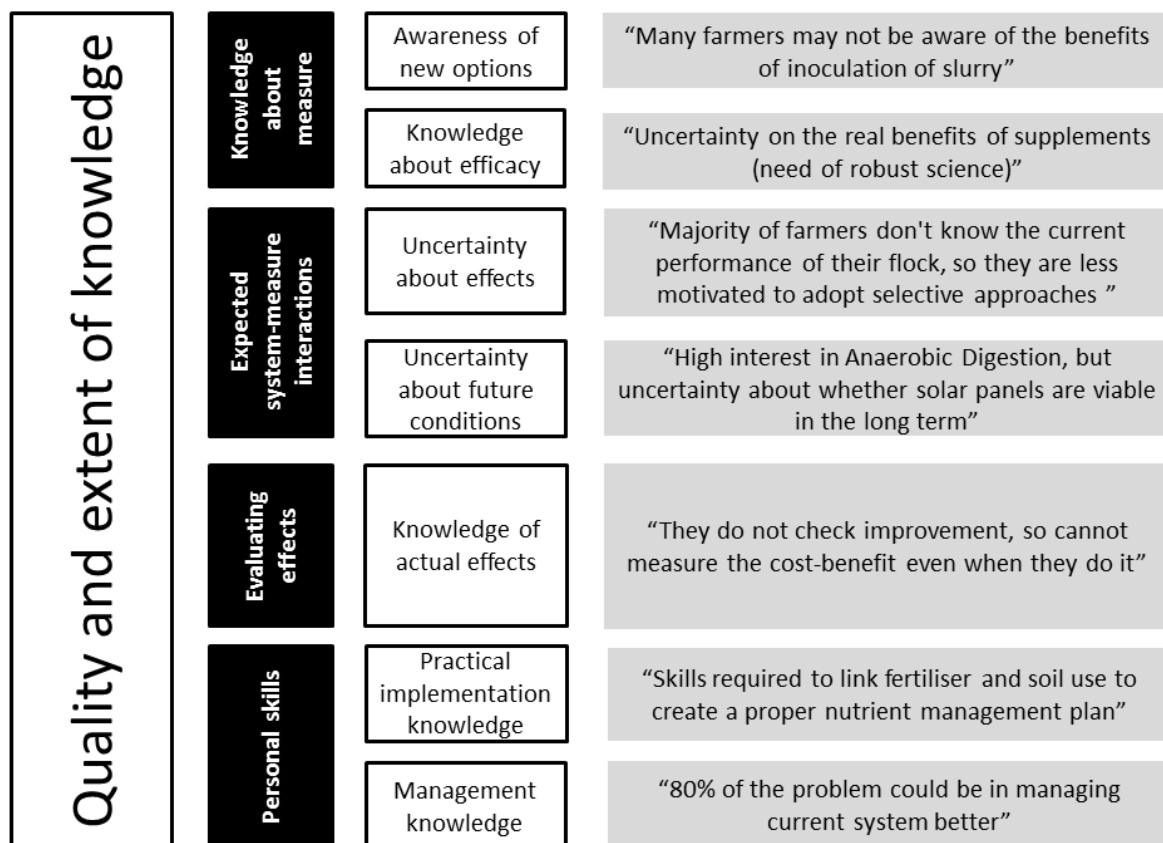 Quality and extent of knowledge
Knowledge
about
measure
Awareness of
new options
“Many farmers may not be aware of the benefits
of inoculation of slurry”
Knowledge
about efficacy
“Uncertainty on the real benefits of supplements
(need of robust science)”
Expected
system-measure
interactions
Uncertainty
about effects
“Majority of farmers don't know the current
performance of their flock, so they are less
motivated to adopt selective approaches ”
Uncertainty
about future
conditions
“High interest in Anaerobic Digestion, but
uncertainty about whether solar panels are viable
in the long term”
Evaluating
effects
Knowledge of
actual effects
“They do not check improvement, so cannot
measure the cost-benefit even when they do it”
Personal skills
Practical
implementation
knowledge
“Skills required to link fertiliser and soil use to
create a proper nutrient management plan”
Management
knowledge
“80% of the problem could be in managing
current system better”